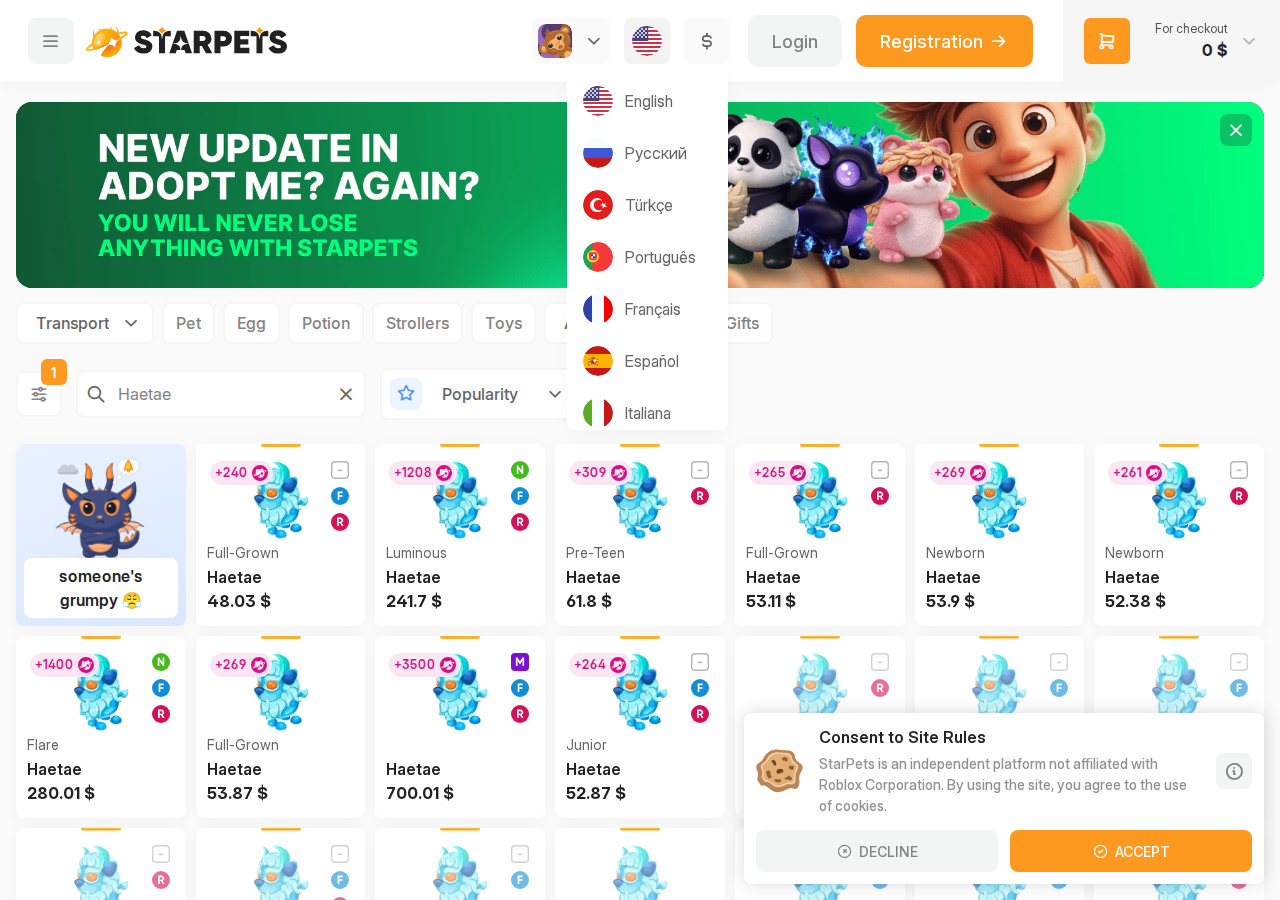 STARPETS
$
Login
Registration
For checkout
0 $
English
Русский
Türkçe
Português
Français
Español
Italiana
NEW UPDATE IN
ADOPT ME? AGAIN?
YOU WILL NEVER LOSE
ANYTHING WITH STARPETS
Transport
Pet
Egg
Potion
Strollers
Toys
Gifts
1
Haetae
Popularity
someone's
grumpy
+240
F
R
Full-Grown
Haetae
48.03 $
+1208
N
F
R
Luminous
Haetae
241.7 $
+309
R
Pre-Teen
Haetae
61.8 $
+265
R
Full-Grown
Haetae
53.11 $
+269
Newborn
Haetae
53.9 $
+261
R
Newborn
Haetae
52.38 $
+1400
N
F
R
Flare
Haetae
280.01 $
+269
Full-Grown
Haetae
53.87 $
+3500
M
F
R
Haetae
700.01 $
+264
F
R
Junior
Haetae
52.87 $
R
F
F
Consent to Site Rules
StarPets is an independent platform not affiliated with
Roblox Corporation. By using the site, you agree to the use
of cookies.
DECLINE
ACCEPT
R
F
F
F